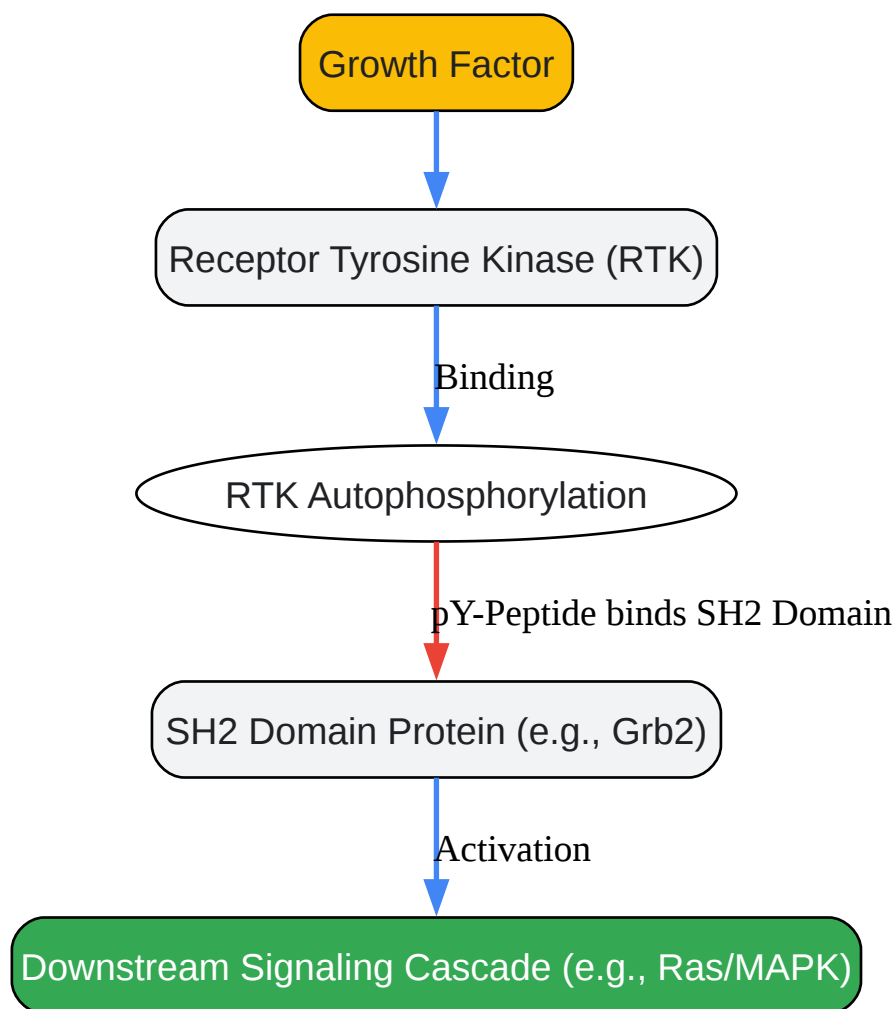 Growth Factor
Receptor Tyrosine Kinase (RTK)
Binding
RTK Autophosphorylation
pY-Peptide binds SH2 Domain
SH2 Domain Protein (e.g., Grb2)
Activation
Downstream Signaling Cascade (e.g., Ras/MAPK)